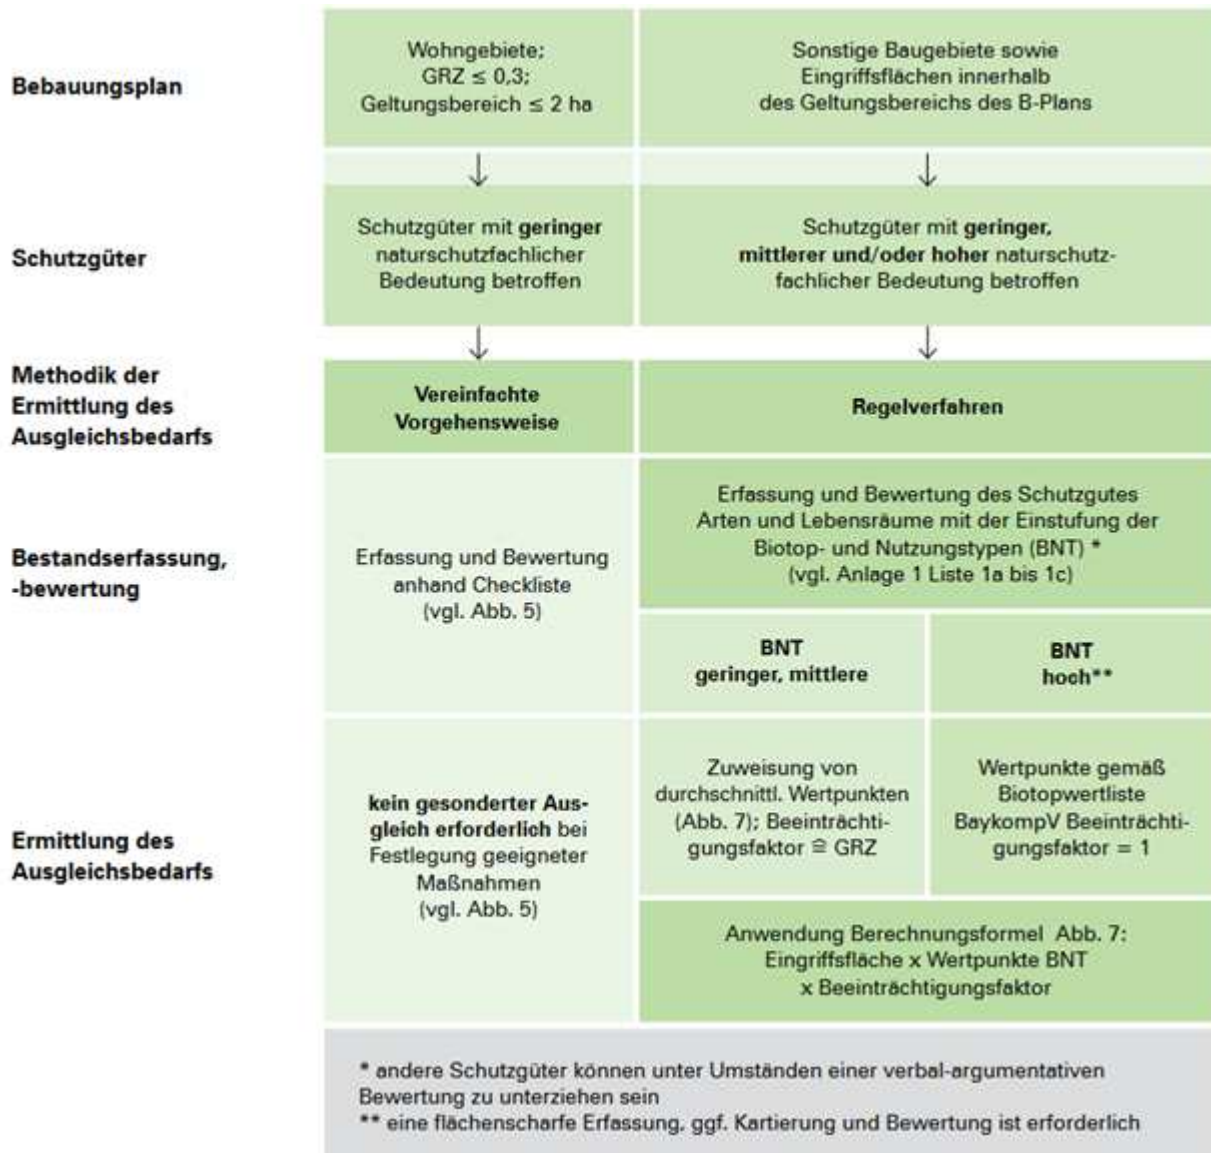 Bebauungsplan
Wohngebiete;
GRZ ≤ 0,3;
Geltungsbereich ≤ 2 ha
Sonstige Baugebiete sowie
Eingriffsflächen innerhalb
des Geltungsbereichs des B-Plans
Schutzgüter
Schutzgüter mit geringer
naturschutzfachlicher
Bedeutung betroffen
Schutzgüter mit geringer,
mittlerer und/oder hoher naturschutz-
fachlicher Bedeutung betroffen
Methodik der
Ermittlung des
Ausgleichsbedarfs
Vereinfachte
Vorgehensweise
Regelverfahren
Bestandserfassung,
-bewertung
Erfassung und Bewertung
anhand Checkliste
(vgl. Abb. 5)
Erfassung und Bewertung des Schutzgutes
Arten und Lebensräume mit der Einstufung der
Biotop- und Nutzungstypen (BNT) *
(vgl. Anlage 1 Liste 1a bis 1c)
BNT
geringer, mittlere
BNT
hoch**
Ermittlung des
Ausgleichsbedarfs
kein gesonderter Aus-
gleich erforderlich bei
Festlegung geeigneter
Maßnahmen
(vgl. Abb. 5)
Zuweisung von
durchschnittl. Wertpunkten
(Abb. 7); Beeinträchti-
gungsfaktor ≘ GRZ
Wertpunkte gemäß
Biotopwertliste
BaykompV Beeinträchti-
gungsfaktor = 1
Anwendung Berechnungsformel Abb. 7:
Eingriffsfläche x Wertpunkte BNT
x Beeinträchtigungsfaktor
* andere Schutzgüter können unter Umständen einer verbal-argumentativen
Bewertung zu unterziehen sein
** eine flächenscharfe Erfassung, ggf. Kartierung und Bewertung ist erforderlich